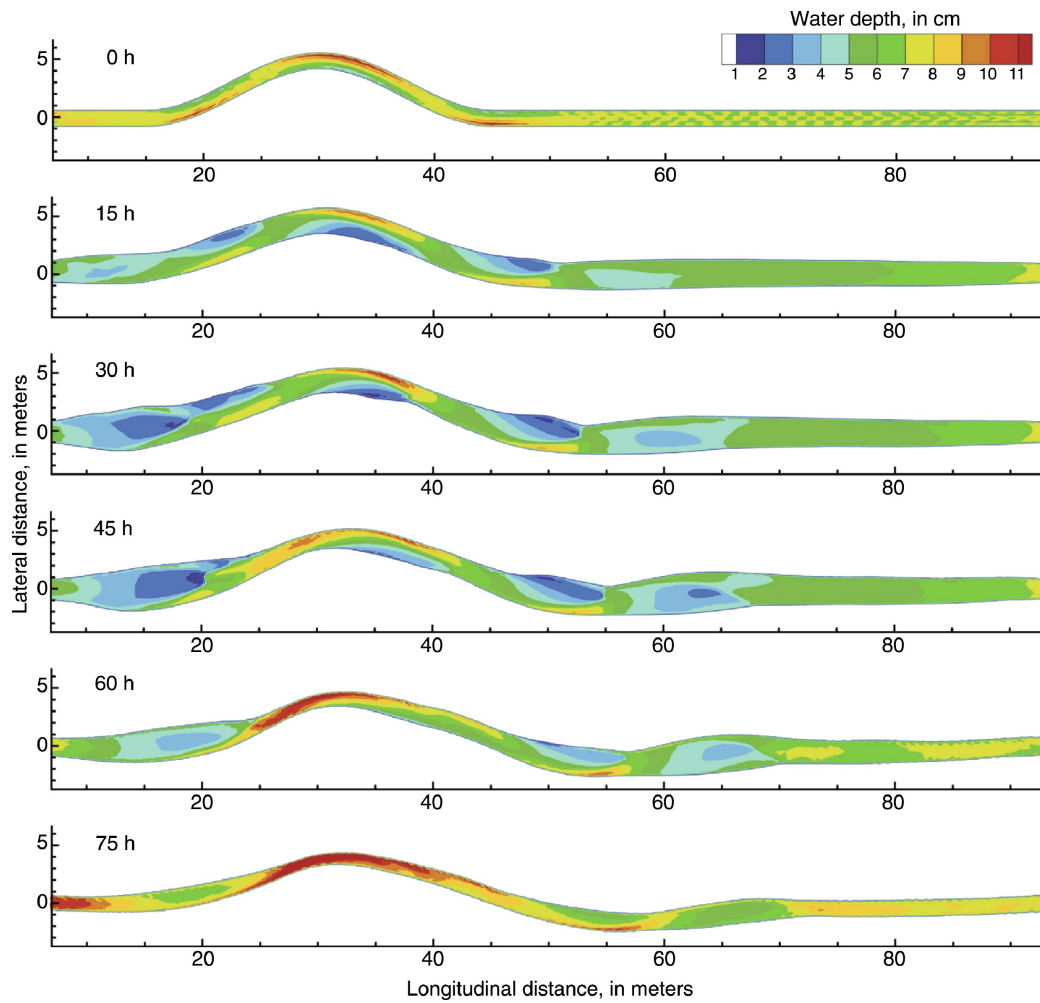 Water depth, in cm
1 2 3 4 5 6 7 8 9 10 11
0 h
5
0
20 40 60 80
15 h
5
0
20 40 60 80
30 h
5
0
20 40 60 80
45 h
5
0
20 40 60 80
60 h
5
0
20 40 60 80
75 h
5
0
20 40 60 80
Lateral distance, in meters
Longitudinal distance, in meters